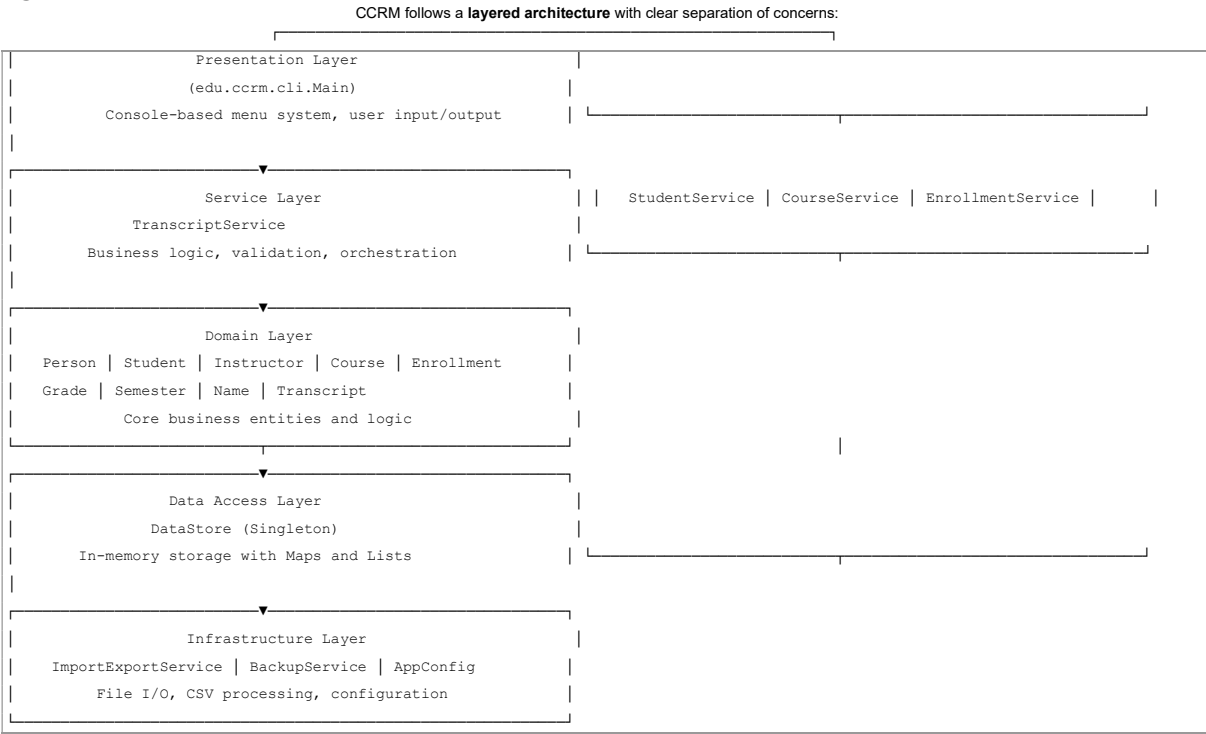 CCRM follows a layered architecture with clear separation of concerns:
Presentation Layer
(edu.ccrm.cli.Main)
Console-based menu system, user input/output
Service Layer │ │ StudentService │ CourseService │ EnrollmentService │ │
TranscriptService
Business logic, validation, orchestration
Domain Layer
Person │ Student │ Instructor │ Course │ Enrollment
Grade │ Semester │ Name │ Transcript
Core business entities and logic
Data Access Layer
DataStore (Singleton)
In-memory storage with Maps and Lists
Infrastructure Layer
ImportExportService │ BackupService │ AppConfig
File I/O, CSV processing, configuration